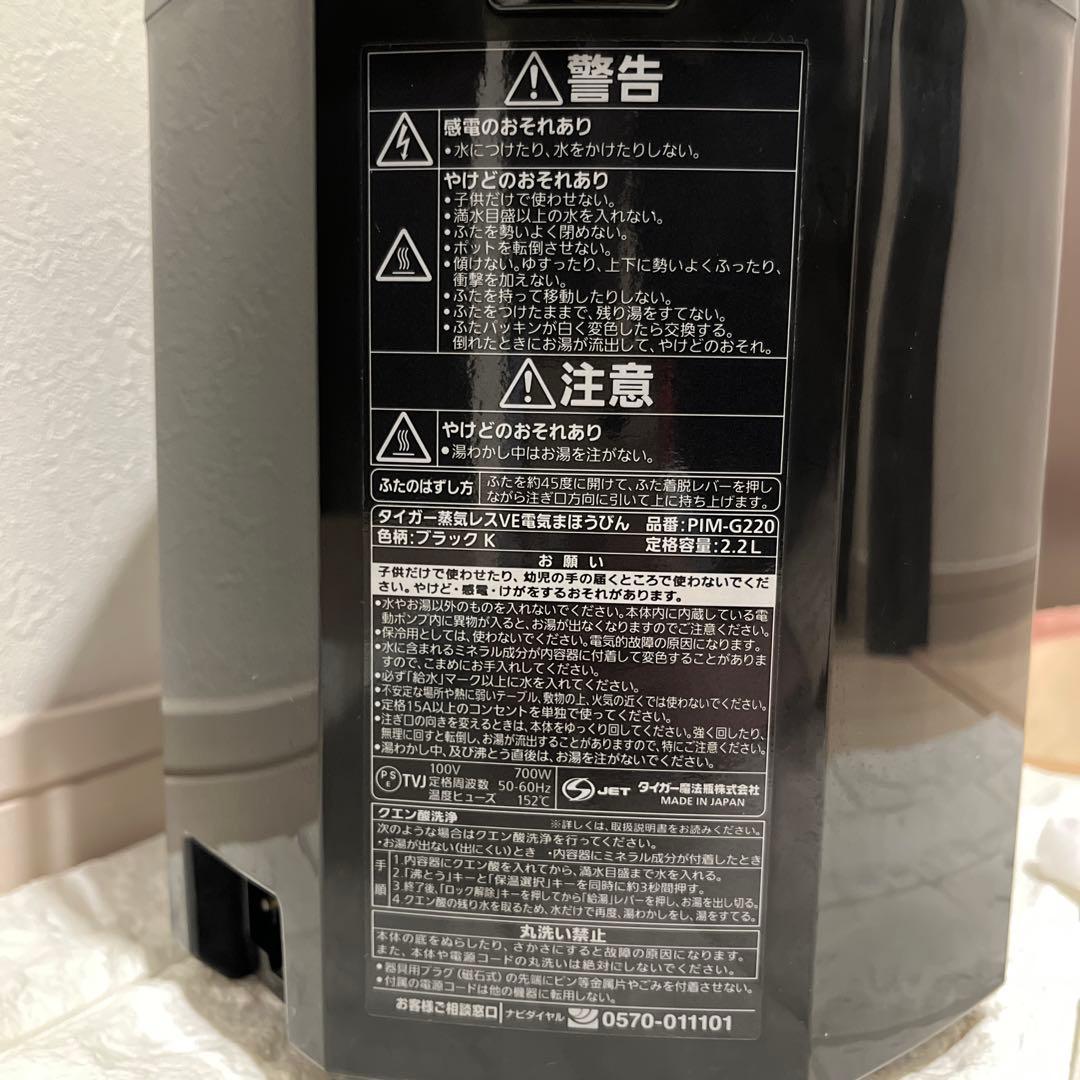 警告
感電のおそれあり
•水につけたり、水をかけたりしない。
やけどのおそれあり
•子供だけで使わせない。
•満水目盛以上の水を入れない。
•ふたを勢いよく閉めない。
•ポットを転倒させない。
•傾けない。ゆすったり、上下に勢いよくふったり、
衝撃を加えない。
•ふたを持って移動したりしない。
•ふたをつけたままで、残り湯をすてない。
•ふたパッキンが白く変色したら交換する。
倒れたときにお湯が流出して、やけどのおそれ。
注意
やけどのおそれあり
•湯わかし中はお湯を注がない。
ふたのはずし方 ふたを約45度に開けて、ふた着脱レバーを押し
ながら注ぎ口方向に引いて上に持ち上げます。
タイガー蒸気レスVE電気まほうびん 品番:PIM-G220
色柄:ブラック K 定格容量:2.2L
お願い
子供だけで使わせたり、幼児の手の届くところで使わないでくだ
さい。やけど・感電・けがをするおそれがあります。
•水やお湯以外のものを入れないでください。本体内に内蔵している電
動ポンプ内に異物が入ると、お湯が出なくなりますのでご注意ください。
•保冷用としては、使わないでください。電気的故障の原因になります。
•水に含まれるミネラル成分が内容器に付着して変色することがありま
すので、こまめにお手入れしてください。
•必ず「給水」マーク以上に水を入れてください。
•不安定な場所や熱に弱いテーブル、敷物の上、火気の近くでは使わないでください。
•定格15A以上のコンセントを単独で使ってください。
•注ぎ口の向きを変えるときは、本体をゆっくり回してください。強く回したり、
無理に回すと転倒し、お湯が流出することがありますので、特にご注意ください。
•湯わかし中、及び沸とう直後は、お湯を注がないでください。
PSE TVJ 100V 700W
定格周波数 50-60Hz
温度ヒューズ 152℃
JET タイガー魔法瓶株式会社
MADE IN JAPAN
クエン酸洗浄 ※詳しくは、取扱説明書をお読みください。
次のような場合はクエン酸洗浄を行ってください。
•お湯が出ない(出にくい)とき •内容器にミネラル成分が付着したとき
手順
1.内容器にクエン酸を入れてから、満水目盛まで水を入れる。
2.「沸とう」キーと「保温選択」キーを同時に約3秒間押す。
3.終了後、「ロック解除」キーを押してから「給湯」レバーを押し、お湯を出し切る。
4.クエン酸の残り水を取るため、水だけで再度、湯わかしをし、湯をすてる。
丸洗い禁止
本体の底をぬらしたり、さかさにすると故障の原因になります。
また、本体や電源コードの丸洗いは絶対にしないでください。
•器具用プラグ(磁石式)の先端にピン等金属片やごみを付着させない。
•付属の電源コードは他の機器に転用しない。
お客様ご相談窓口 ナビダイヤル 0570-011101